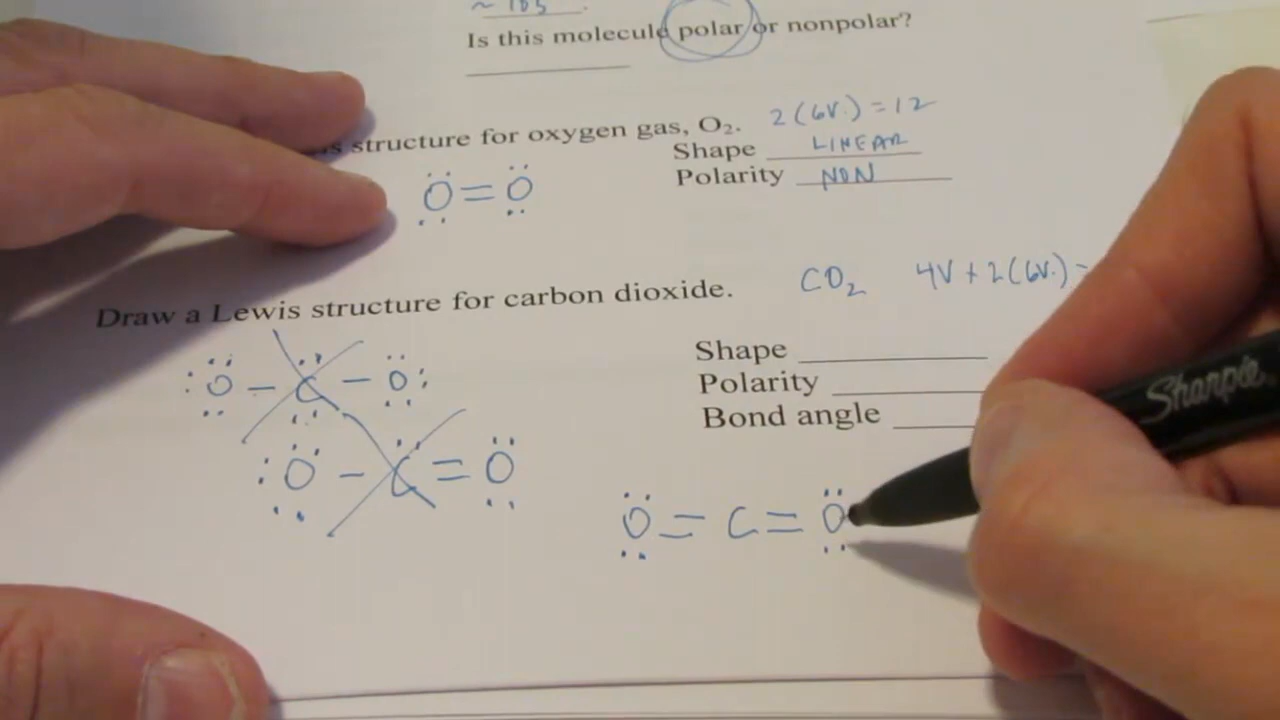 ~ 105
Is this molecule polar or nonpolar?
structure for oxygen gas, O₂. 2(6V.) = 12
Shape LINEAR
Polarity NON
O = O
Draw a Lewis structure for carbon dioxide. CO₂ 4V + 2(6V.) =
Shape
Polarity
Bond angle
O – C – O
O – C = O
O = C = O
Sharpie